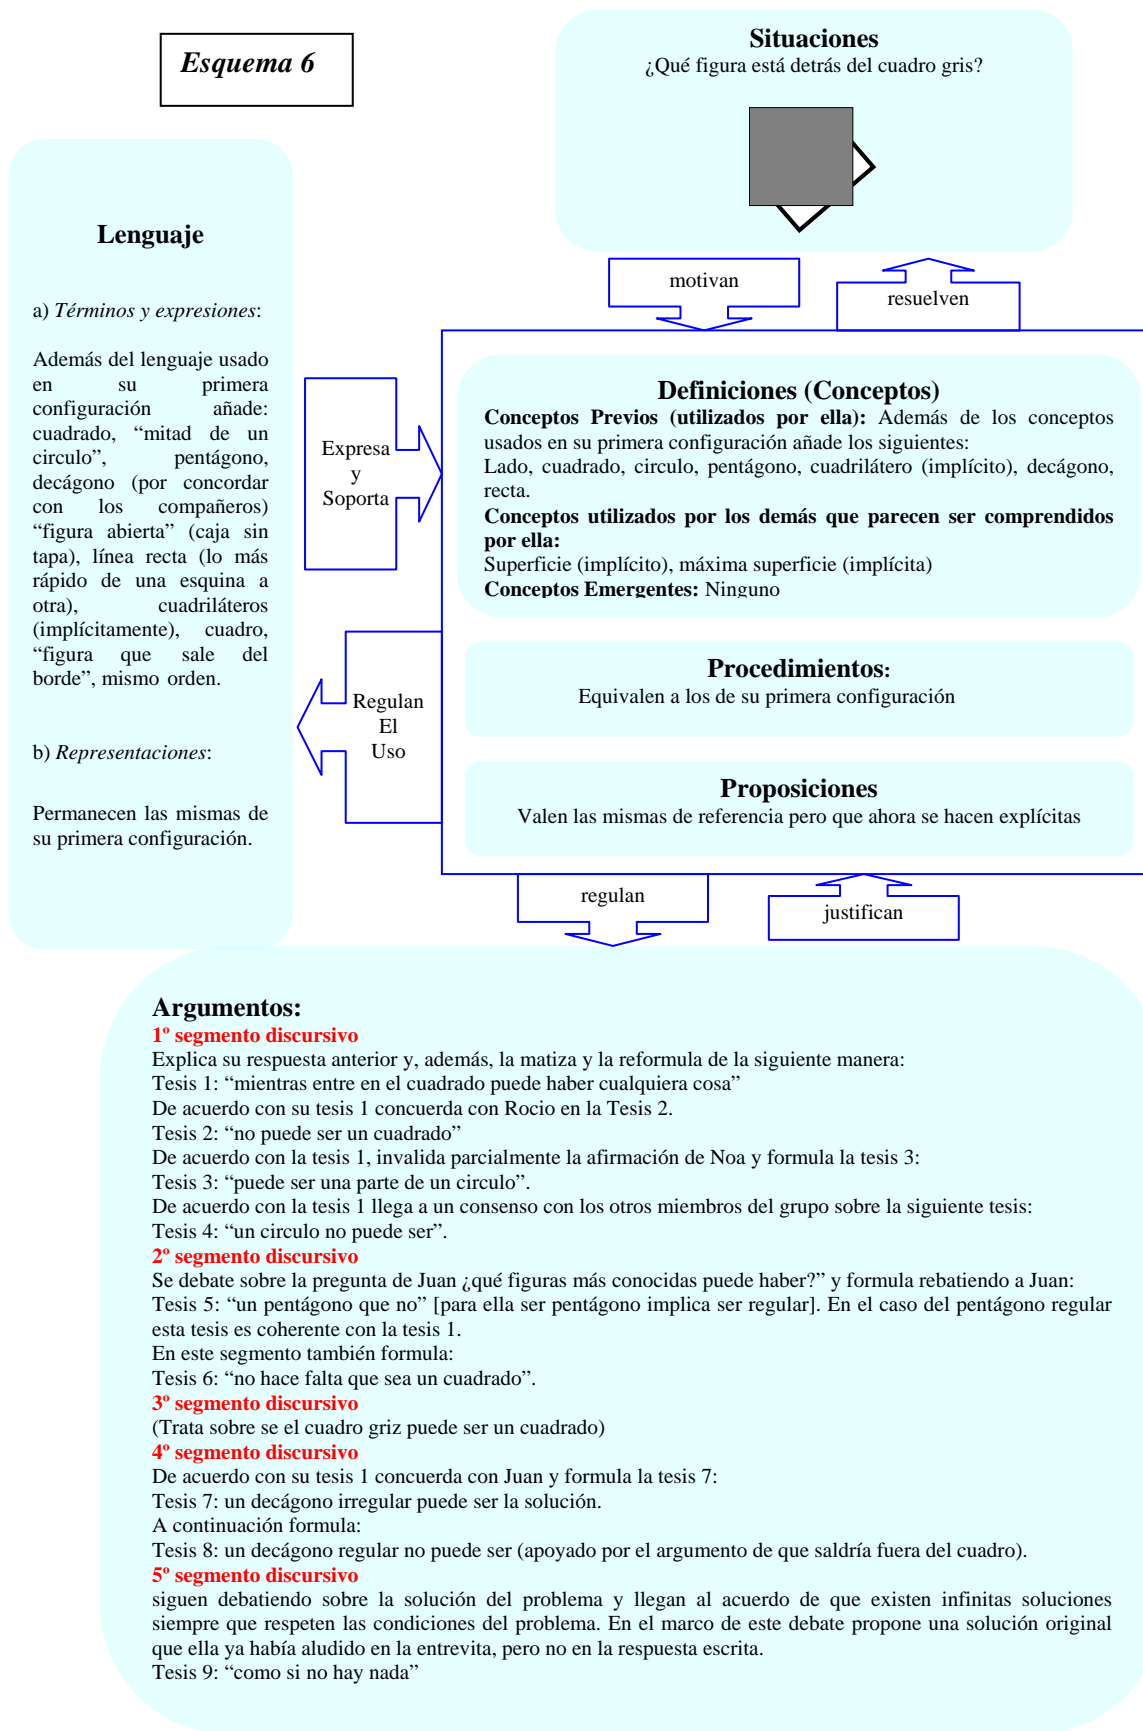 Esquema 6
Situaciones
¿Qué figura está detrás del cuadro gris?
Lenguaje
a) Términos y expresiones:
Además del lenguaje usado
en su primera
configuración añade:
cuadrado, “mitad de un
circulo”, pentágono,
decágono (por concordar
con los compañeros)
“figura abierta” (caja sin
tapa), línea recta (lo más
rápido de una esquina a
otra), cuadriláteros
(implícitamente), cuadro,
“figura que sale del
borde”, mismo orden.
b) Representaciones:
Permanecen las mismas de
su primera configuración.
motivan
resuelven
Expresa
y
Soporta
Regulan
El
Uso
Definiciones (Conceptos)
Conceptos Previos (utilizados por ella): Además de los conceptos
usados en su primera configuración añade los siguientes:
Lado, cuadrado, circulo, pentágono, cuadrilátero (implícito), decágono,
recta.
Conceptos utilizados por los demás que parecen ser comprendidos
por ella:
Superficie (implícito), máxima superficie (implícita)
Conceptos Emergentes: Ninguno
Procedimientos:
Equivalen a los de su primera configuración
Proposiciones
Valen las mismas de referencia pero que ahora se hacen explícitas
regulan
justifican
Argumentos:
1º segmento discursivo
Explica su respuesta anterior y, además, la matiza y la reformula de la siguiente manera:
Tesis 1: “mientras entre en el cuadrado puede haber cualquiera cosa”
De acuerdo con su tesis 1 concuerda con Rocio en la Tesis 2.
Tesis 2: “no puede ser un cuadrado”
De acuerdo con la tesis 1, invalida parcialmente la afirmación de Noa y formula la tesis 3:
Tesis 3: “puede ser una parte de un circulo”.
De acuerdo con la tesis 1 llega a un consenso con los otros miembros del grupo sobre la siguiente tesis:
Tesis 4: “un circulo no puede ser”.
2º segmento discursivo
Se debate sobre la pregunta de Juan ¿qué figuras más conocidas puede haber?” y formula rebatiendo a Juan:
Tesis 5: “un pentágono que no” [para ella ser pentágono implica ser regular]. En el caso del pentágono regular
esta tesis es coherente con la tesis 1.
En este segmento también formula:
Tesis 6: “no hace falta que sea un cuadrado”.
3º segmento discursivo
(Trata sobre se el cuadro griz puede ser un cuadrado)
4º segmento discursivo
De acuerdo con su tesis 1 concuerda con Juan y formula la tesis 7:
Tesis 7: un decágono irregular puede ser la solución.
A continuación formula:
Tesis 8: un decágono regular no puede ser (apoyado por el argumento de que saldría fuera del cuadro).
5º segmento discursivo
siguen debatiendo sobre la solución del problema y llegan al acuerdo de que existen infinitas soluciones
siempre que respeten las condiciones del problema. En el marco de este debate propone una solución original
que ella ya había aludido en la entrevita, pero no en la respuesta escrita.
Tesis 9: “como si no hay nada”